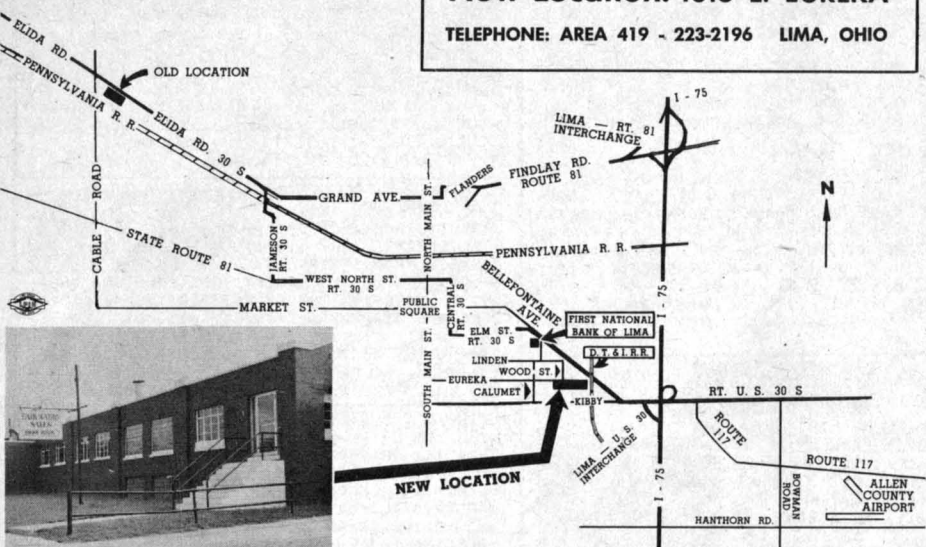 TELEPHONE: AREA 419 - 223-2196 LIMA, OHIO
ELIDA RD.
OLD LOCATION
PENNSYLVANIA R. R.
ELIDA RD. 30 S
CABLE ROAD
STATE ROUTE 81
JAMESON
RT. 30 S
GRAND AVE.
NORTH MAIN ST.
FLANDERS
FINDLAY RD.
ROUTE 81
LIMA — RT. 81
INTERCHANGE
I - 75
N
PENNSYLVANIA R. R.
WEST NORTH ST.
RT. 30 S
MARKET ST.
PUBLIC
SQUARE
CENTRAL
RT. 30 S
BELLEFONTAINE
AVE.
I - 75
FIRST NATIONAL
BANK OF LIMA
ELM ST.
RT. 30 S
D. T. & I. R.R.
LINDEN
WOOD ST.
EUREKA
CALUMET
SOUTH MAIN ST.
KIBBY
RT. U.S. 30 S
LIMA — U.S. 30
INTERCHANGE
ROUTE
117
ROUTE 117
NEW LOCATION
I - 75
BOWMAN
ROAD
ALLEN
COUNTY
AIRPORT
HANTHORN RD.
SALES